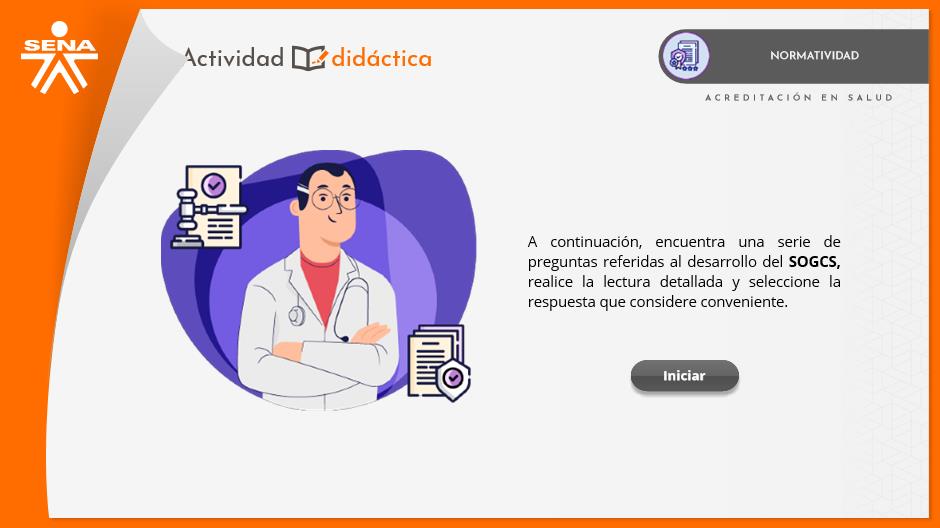 SENA
Actividad didáctica
NORMATIVIDAD
ACREDITACIÓN EN SALUD
A continuación, encuentra una serie de
preguntas referidas al desarrollo del SOGCS,
realice la lectura detallada y seleccione la
respuesta que considere conveniente.
Iniciar